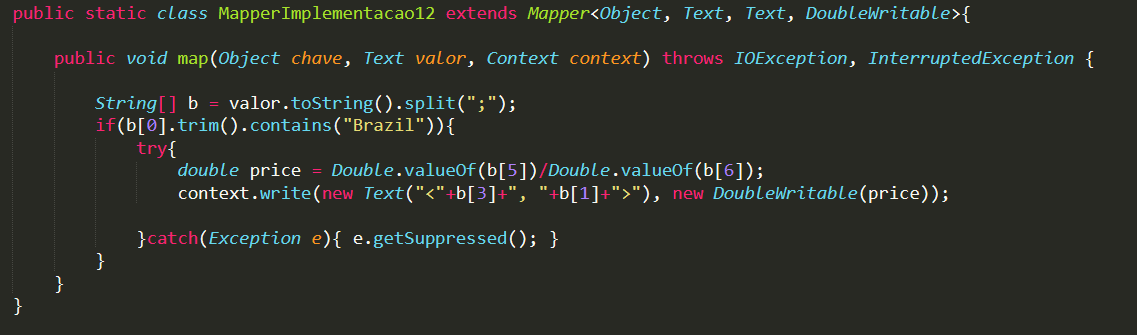 public static class MapperImplementacao12 extends Mapper<Object, Text, Text, DoubleWritable>{
public void map(Object chave, Text valor, Context context) throws IOException, InterruptedException {
String[] b = valor.toString().split(";");
if(b[0].trim().contains("Brazil")){
try{
double price = Double.valueOf(b[5])/Double.valueOf(b[6]);
context.write(new Text("<"+b[3]+", "+b[1]+">"), new DoubleWritable(price));
}catch(Exception e){ e.getSuppressed(); }
}
}
}